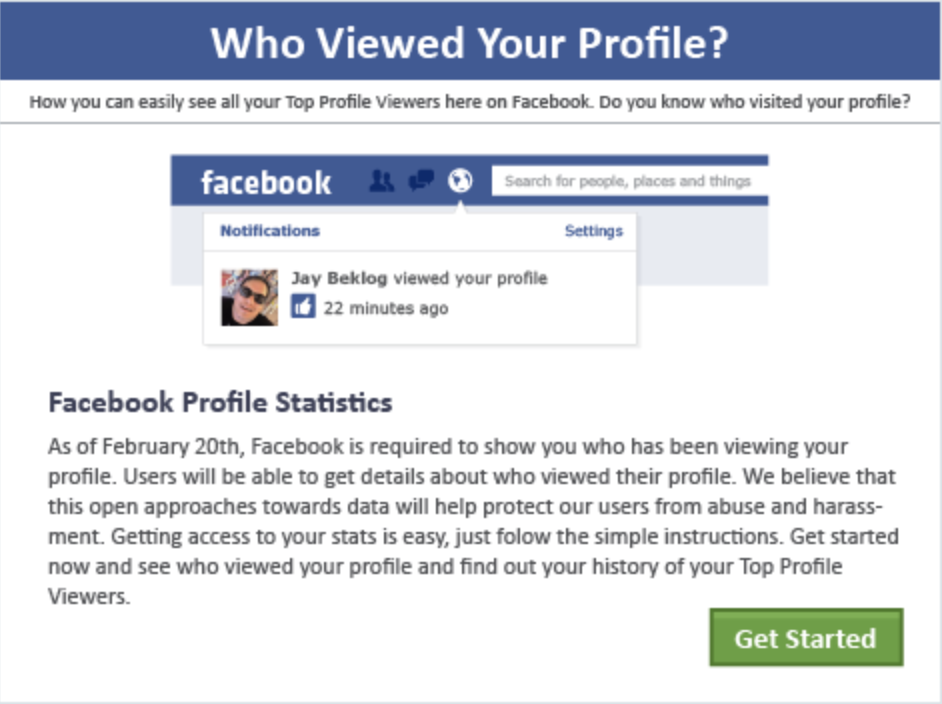 Who Viewed Your Profile?
How you can easily see all your Top Profile Viewers here on Facebook. Do you know who visited your profile?
facebook
Search for people, places and things
Notifications
Settings
Jay Beklog viewed your profile
22 minutes ago
Facebook Profile Statistics
As of February 20th, Facebook is required to show you who has been viewing your
profile. Users will be able to get details about who viewed their profile. We believe that
this open approaches towards data will help protect our users from abuse and harass-
ment. Getting access to your stats is easy, just folow the simple instructions. Get started
now and see who viewed your profile and find out your history of your Top Profile
Viewers.
Get Started